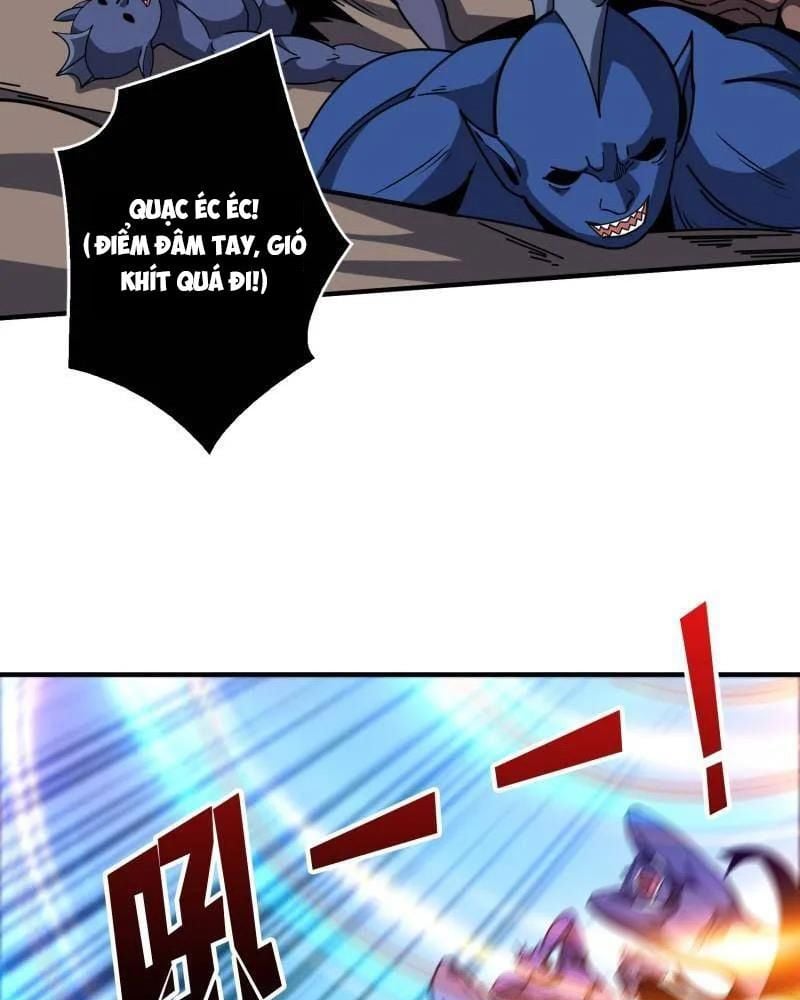 QUẠC ÉC ÉC!
(ĐIỂM ĐÂM TAY, GIÓ
KHÍT QUÁ ĐI!)
吼——!